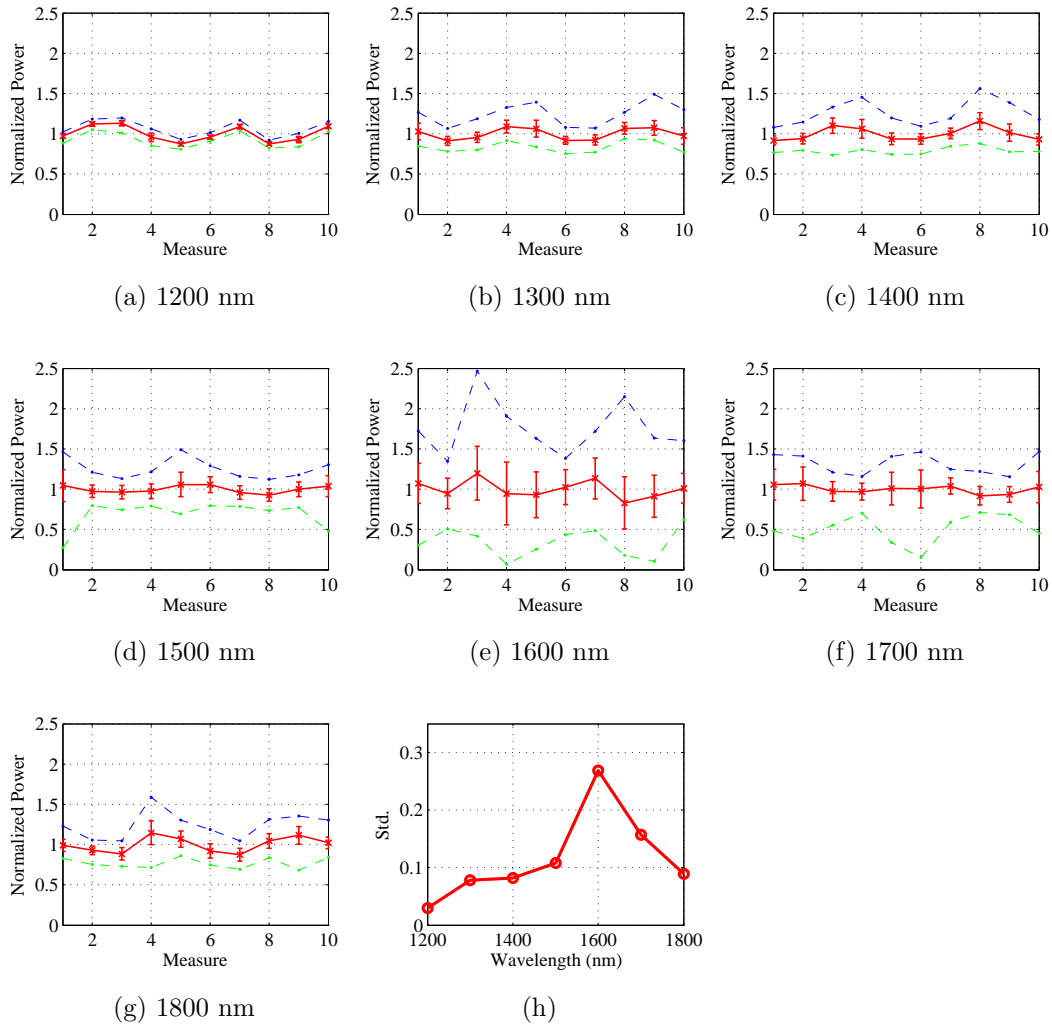 2.5
2
1.5
1
0.5
0
Normalized Power
2 4 6 8 10
Measure
(a) 1200 nm
2.5
2
1.5
1
0.5
0
Normalized Power
2 4 6 8 10
Measure
(b) 1300 nm
2.5
2
1.5
1
0.5
0
Normalized Power
2 4 6 8 10
Measure
(c) 1400 nm
2.5
2
1.5
1
0.5
0
Normalized Power
2 4 6 8 10
Measure
(d) 1500 nm
2.5
2
1.5
1
0.5
0
Normalized Power
2 4 6 8 10
Measure
(e) 1600 nm
2.5
2
1.5
1
0.5
0
Normalized Power
2 4 6 8 10
Measure
(f) 1700 nm
2.5
2
1.5
1
0.5
0
Normalized Power
2 4 6 8 10
Measure
(g) 1800 nm
0.3
0.2
0.1
0
Std.
1200 1400 1600 1800
Wavelength (nm)
(h)